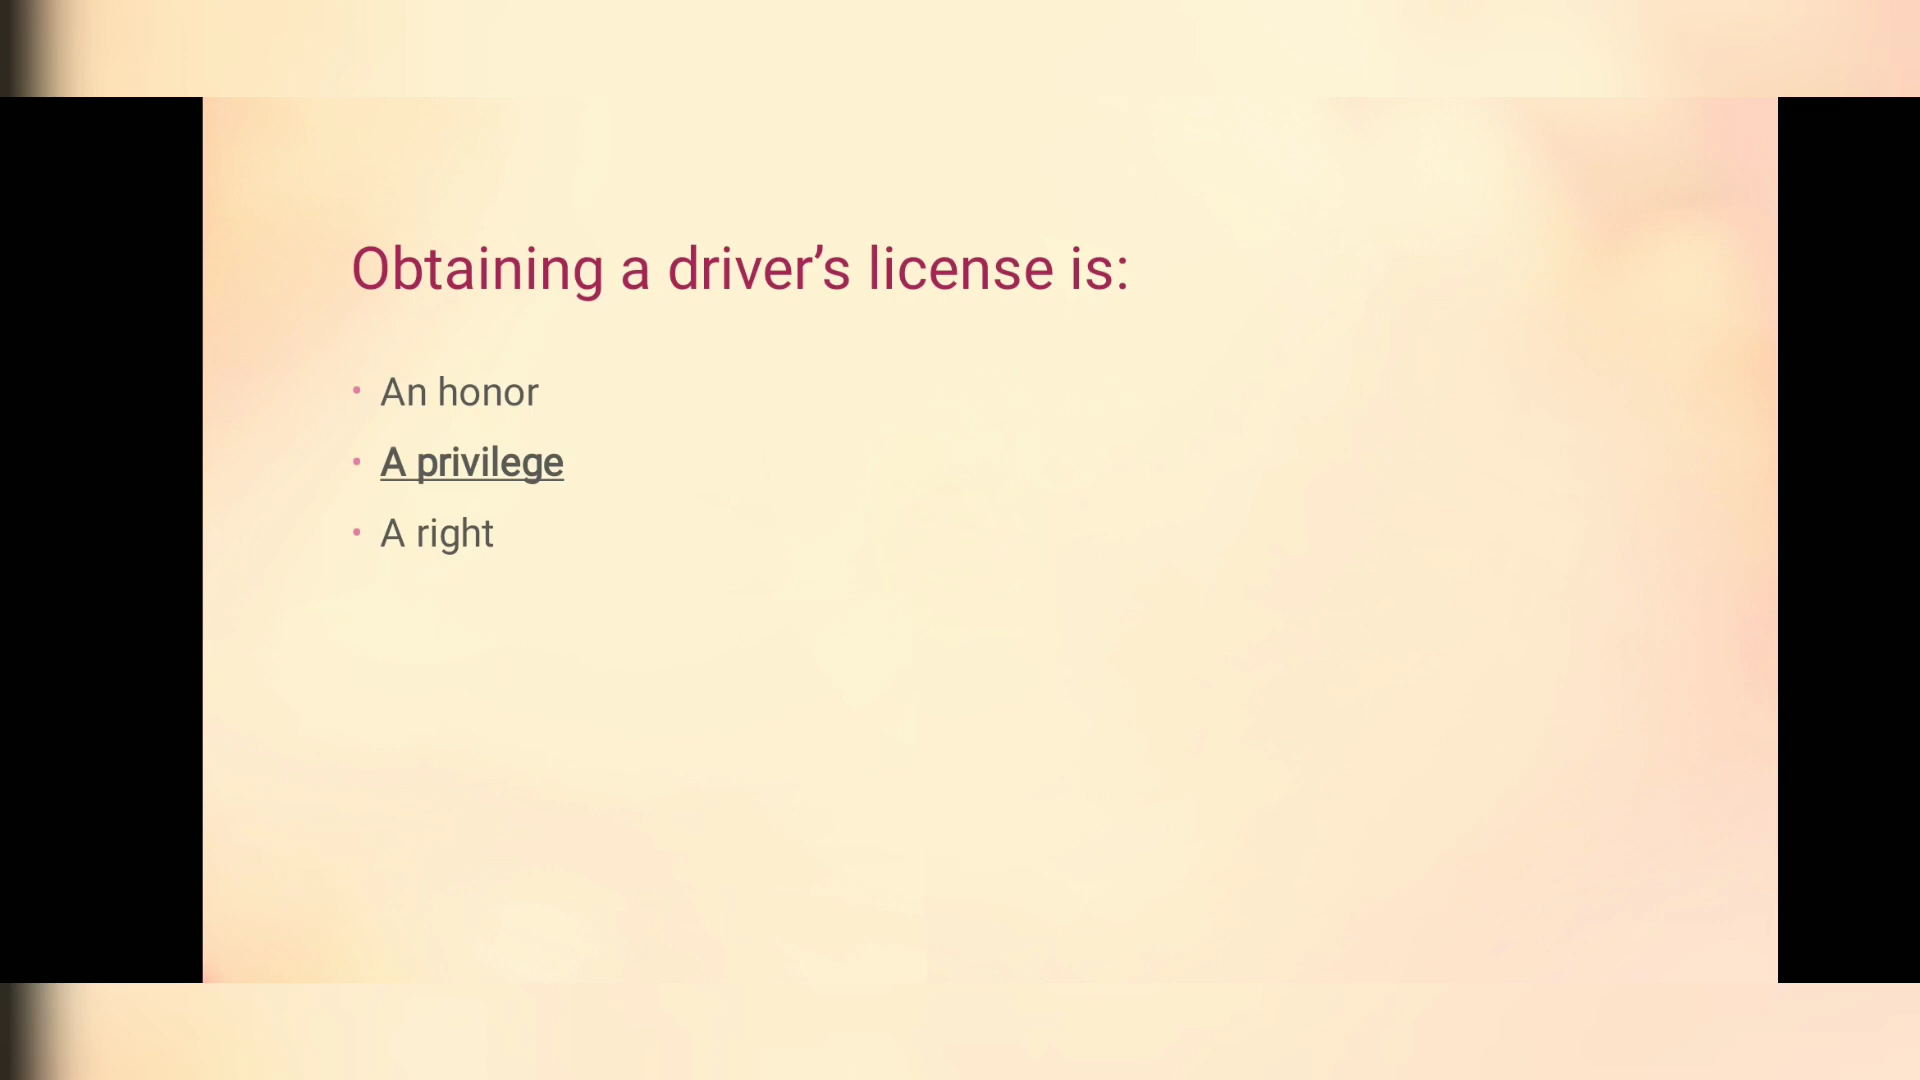 Obtaining a driver’s license is:
• An honor
• A privilege
• A right